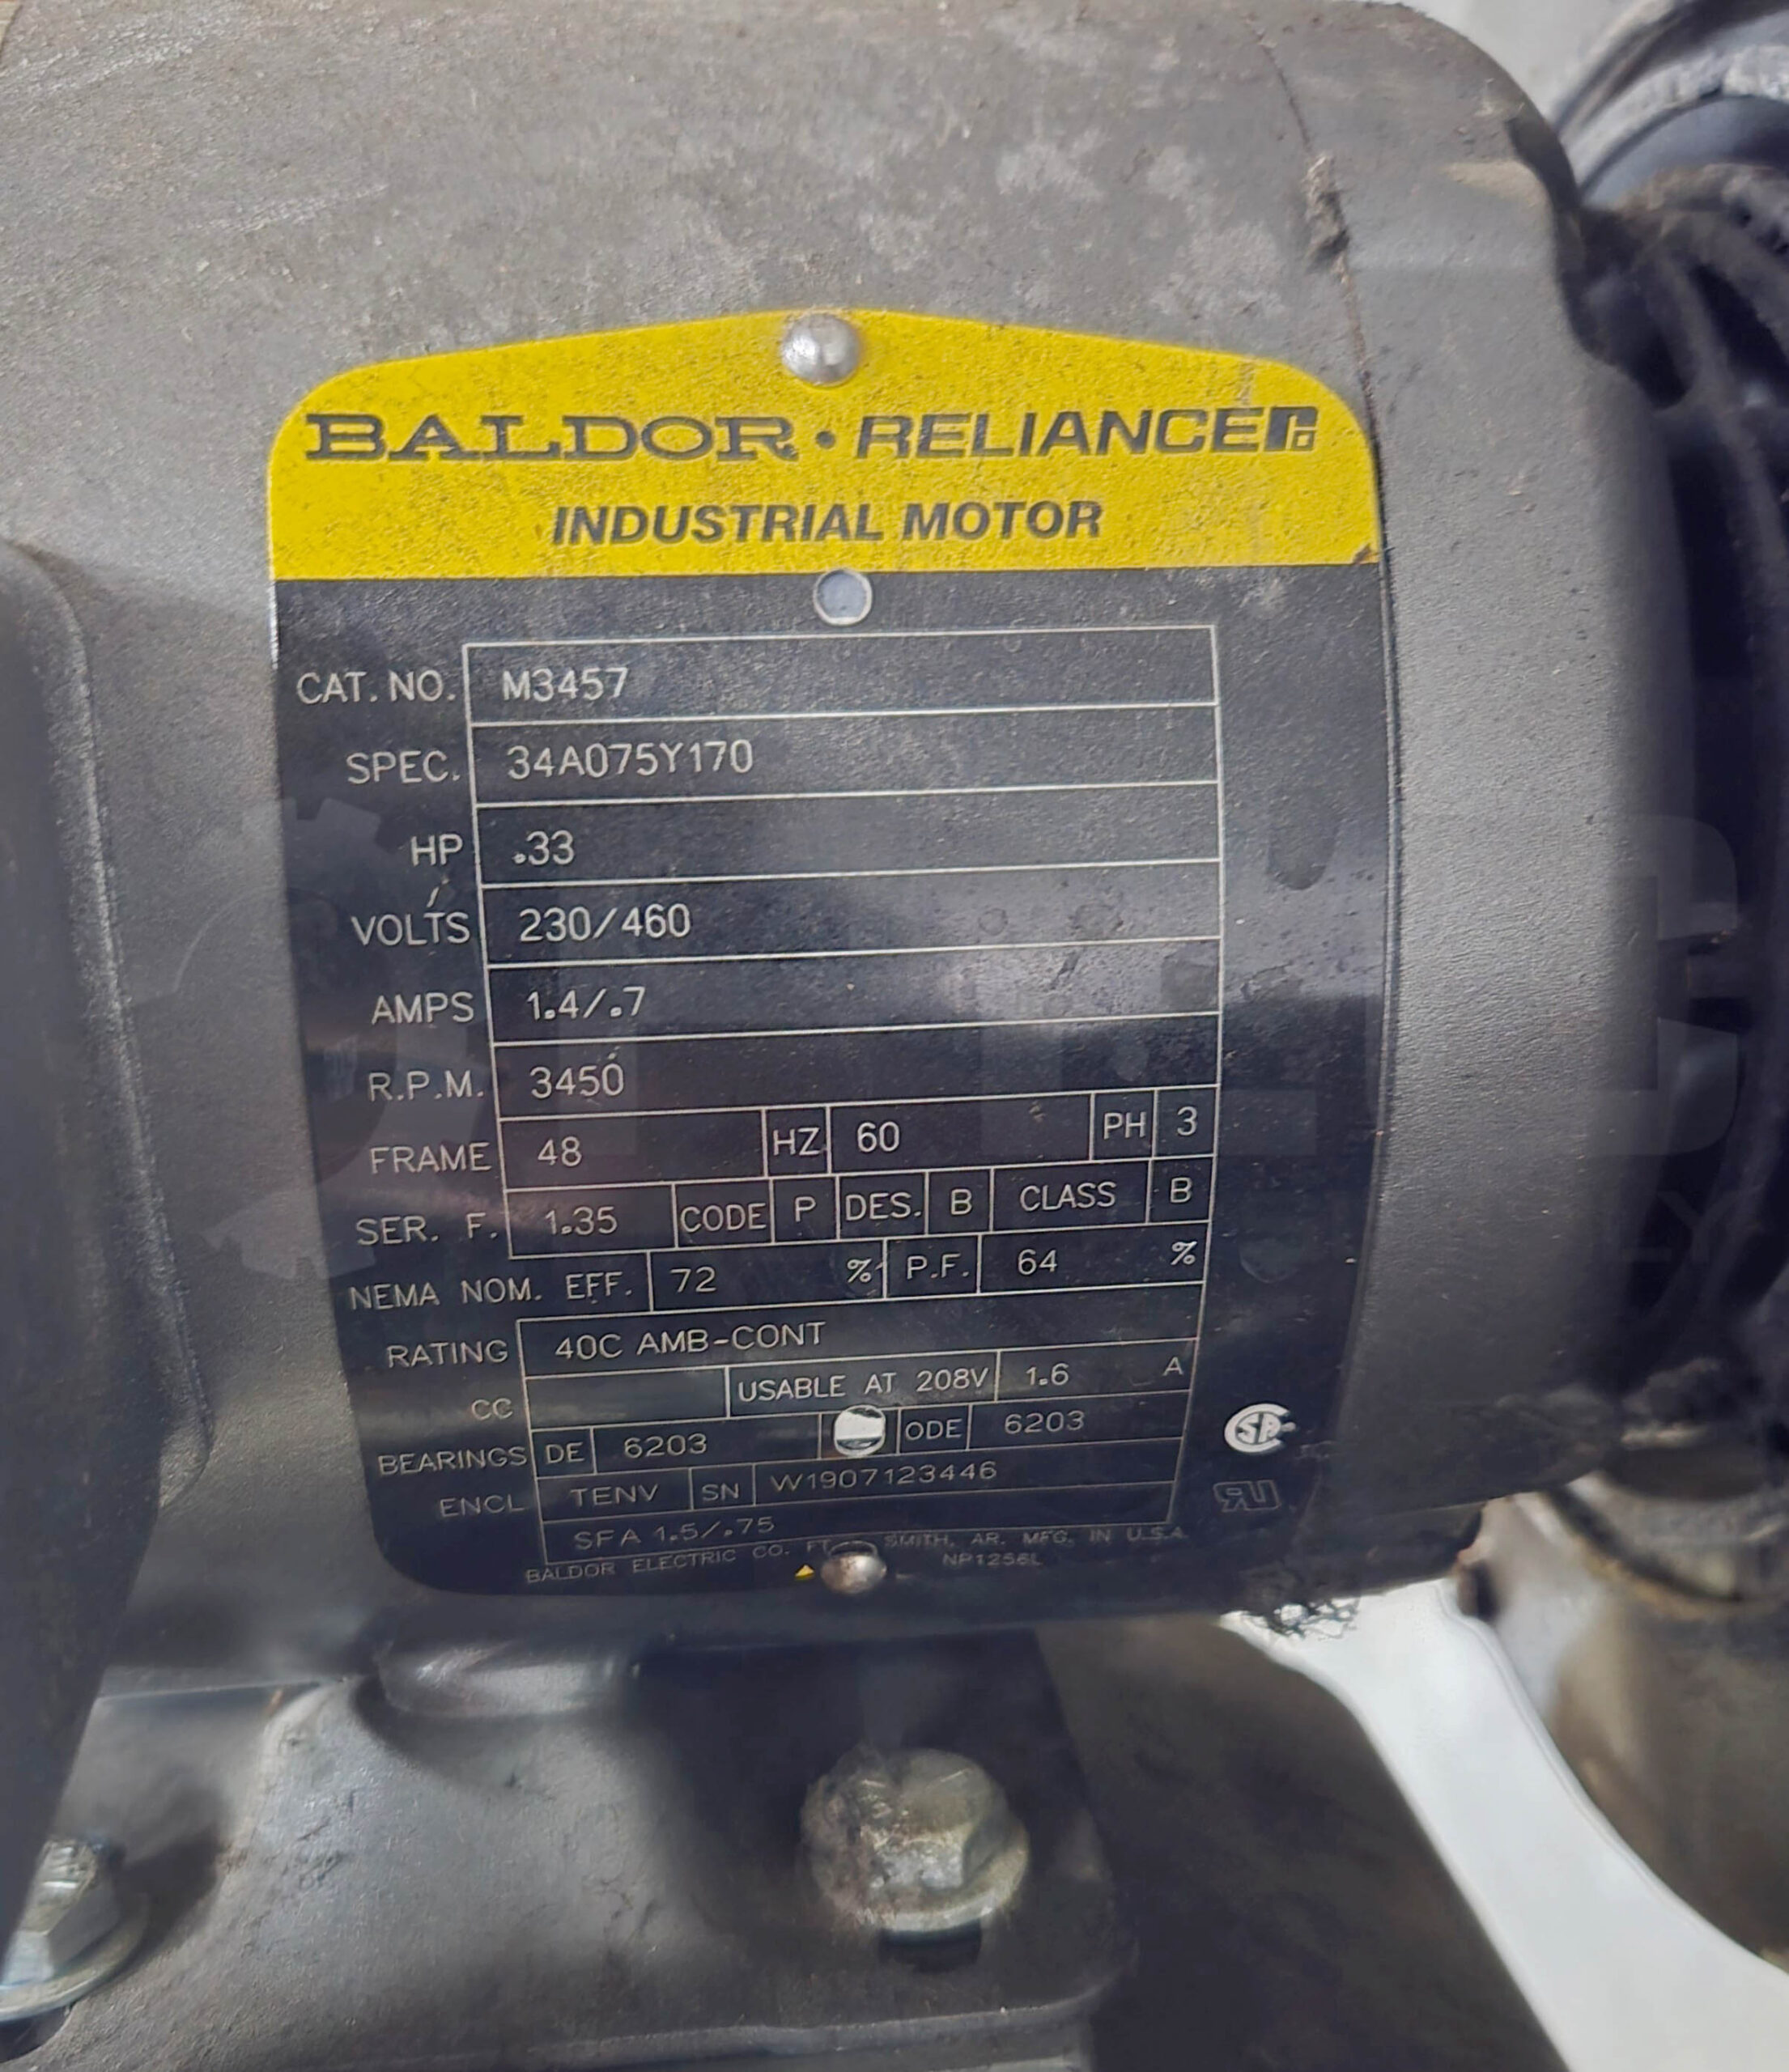 BALDOR • RELIANCE
INDUSTRIAL MOTOR
CAT. NO. M3457
SPEC. 34A075Y170
HP .33
VOLTS 230/460
AMPS 1.4/.7
R.P.M. 3450
FRAME 48 HZ 60 PH 3
SER. F. 1.35 CODE P DES. B CLASS B
NEMA NOM. EFF. 72 % P.F. 64 %
RATING 40C AMB-CONT
CC USABLE AT 208V 1.6 A
BEARINGS DE 6203 ODE 6203
ENCL TENV SN W1907123446
SFA 1.5/.75
BALDOR ELECTRIC CO. FT. SMITH, AR. MFG. IN U.S.A.
NP1256L